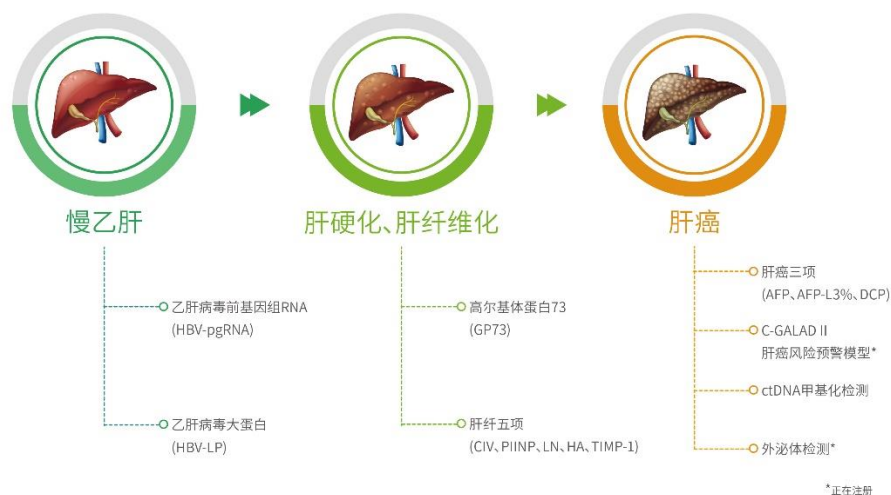 慢乙肝
乙肝病毒前基因组RNA
(HBV-pgRNA)
乙肝病毒大蛋白
(HBV-LP)
肝硬化、肝纤维化
高尔基体蛋白73
(GP73)
肝纤五项
(CIV、PIINP、LN、HA、TIMP-1)
肝癌
肝癌三项
(AFP、AFP-L3%、DCP)
C-GALAD II
肝癌风险预警模型*
ctDNA甲基化检测
外泌体检测*
*正在注册